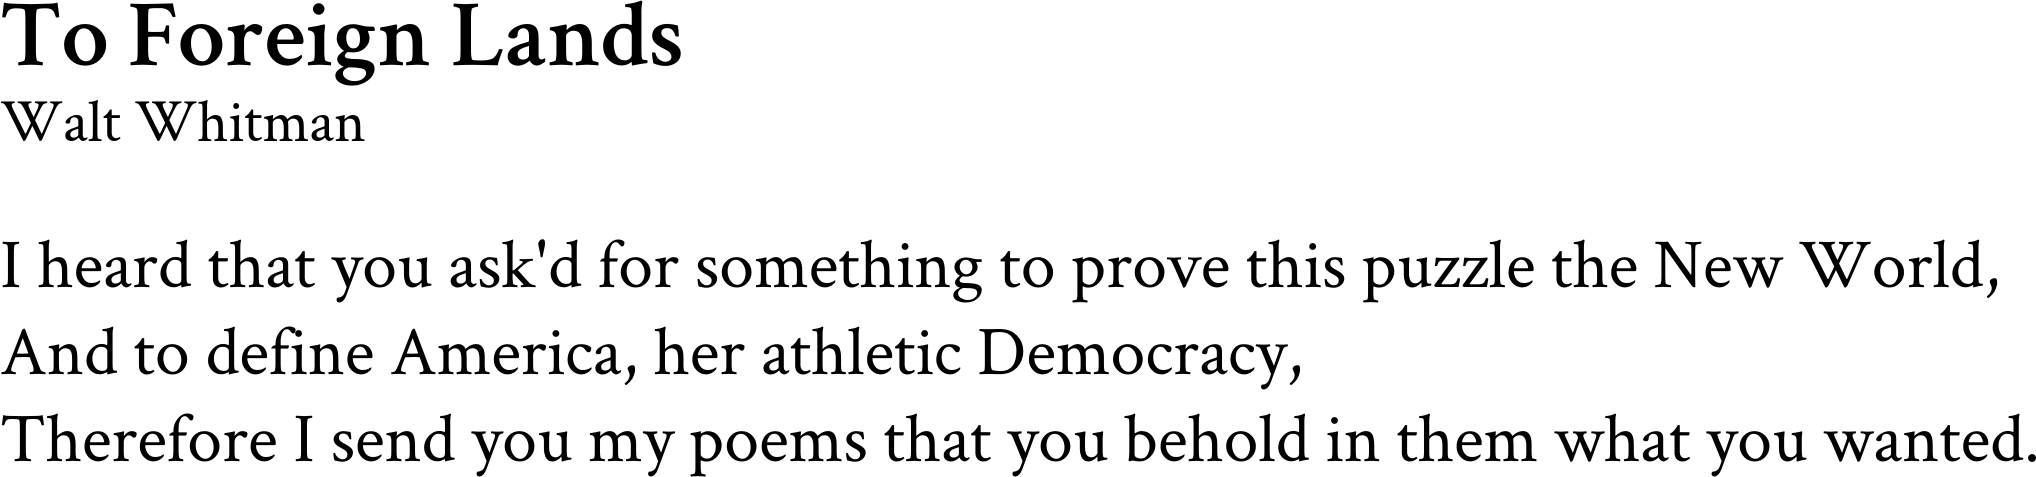 To Foreign Lands
Walt Whitman
I heard that you ask'd for something to prove this puzzle the New World,
And to define America, her athletic Democracy,
Therefore I send you my poems that you behold in them what you wanted.